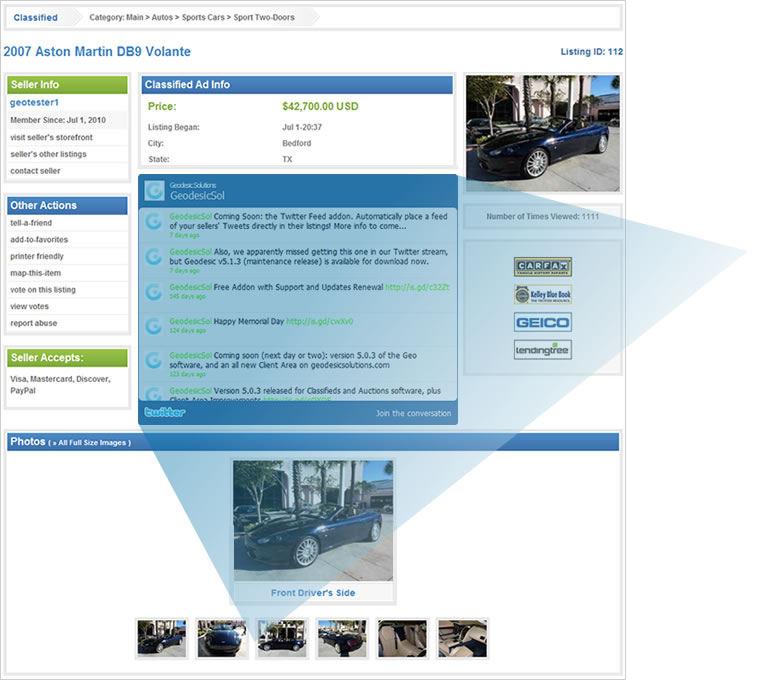 Classified
Category: Main > Autos > Sports Cars > Sport Two-Doors
2007 Aston Martin DB9 Volante
Listing ID: 112
Seller Info
geotester1
Member Since: Jul 1, 2010
visit seller's storefront
seller's other listings
contact seller
Other Actions
tell-a-friend
add-to-favorites
printer friendly
map-this-item
vote on this listing
view votes
report abuse
Seller Accepts:
Visa, Mastercard, Discover,
PayPal
Classified Ad Info
Price: $42,700.00 USD
Listing Began: Jul 1-20:37
City: Bedford
State: TX
GeodesicSolutions
GeodesicSol
GeodesicSol Coming Soon: the Twitter Feed addon. Automatically place a feed
of your sellers' Tweets directly in their listings! More info to come...
7 days ago
GeodesicSol Also, we apparently missed getting this one in our Twitter stream,
but Geodesic v5.1.3 (maintenance release) is available for download now.
7 days ago
GeodesicSol Free Addon with Support and Updates Renewal http://is.gd/c32Zt
145 days ago
GeodesicSol Happy Memorial Day http://is.gd/cwXv0
124 days ago
GeodesicSol Coming soon (next day or two): version 5.0.3 of the Geo
software, and an all new Client Area on geodesicsolutions.com
123 days ago
GeodesicSol Version 5.0.3 released for Classifieds and Auctions software, plus
Client Area Improvements
twitter
Join the conversation
Number of Times Viewed: 1111
CARFAX
VEHICLE HISTORY REPORTS
Kelley Blue Book
THE TRUSTED RESOURCE
GEICO
lendingtree
Photos ( » All Full Size Images )
Front Driver's Side